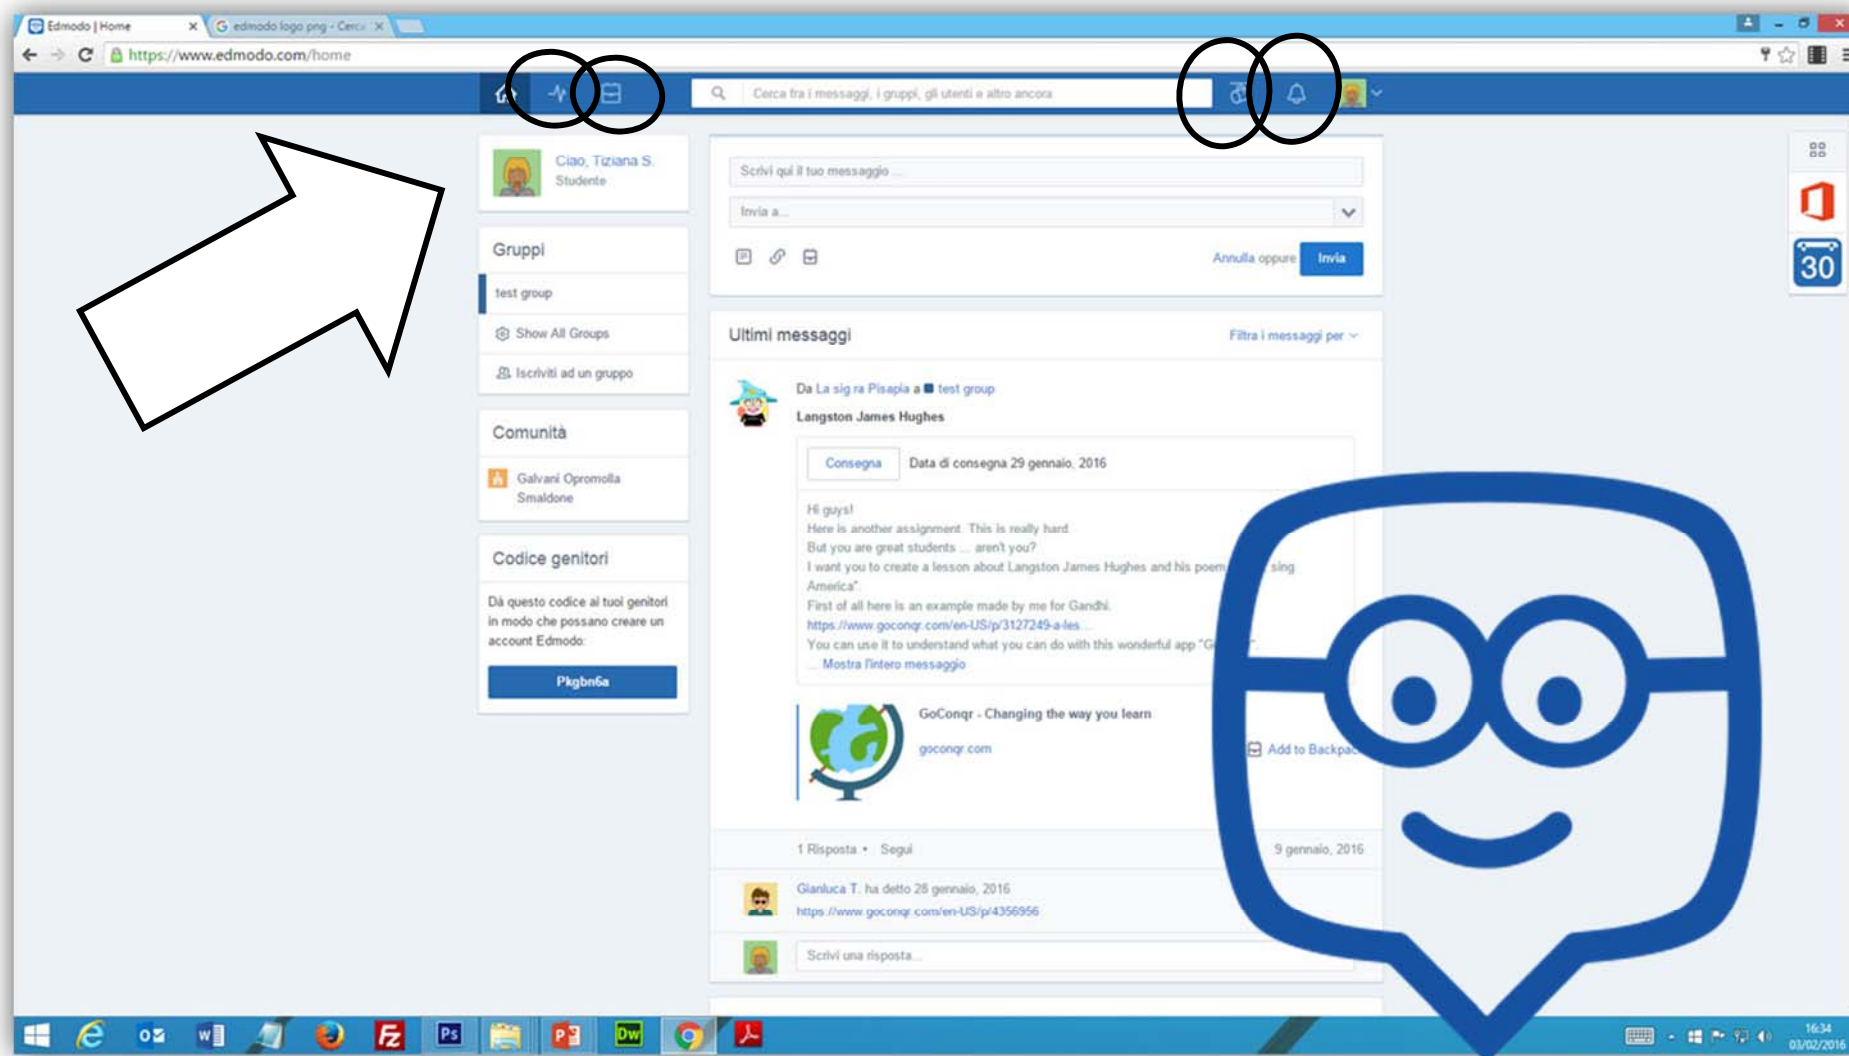 Edmodo | Home
edmodo logo png - Cerca
https://www.edmodo.com/home
Cerca fra i messaggi, i gruppi, gli utenti e altro ancora
Ciao, Tiziana S.
Studente
Gruppi
test group
Show All Groups
Iscriviti ad un gruppo
Comunità
Galvani Opromolla
Smaldone
Codice genitori
Dà questo codice ai tuoi genitori
in modo che possano creare un
account Edmodo:
Pkgbn6a
Scrivi qui il tuo messaggio ...
Invia a...
Annulla oppure Invia
Ultimi messaggi
Filtra i messaggi per
Da La sig ra Pisapia a test group
Langston James Hughes
Consegna Data di consegna 29 gennaio, 2016
Hi guys!
Here is another assignment. This is really hard.
But you are great students ... aren't you?
I want you to create a lesson about Langston James Hughes and his poem sing
America".
First of all here is an example made by me for Gandhi.
https://www.goconqr.com/en-US/p/3127249-a-les...
You can use it to understand what you can do with this wonderful app
... Mostra l'intero messaggio
GoConqr - Changing the way you learn
goconqr.com
Add to Backpac
1 Risposta • Segui
9 gennaio, 2016
Gianluca T. ha detto 28 gennaio, 2016
https://www.goconqr.com/en-US/p/4356956
Scrivi una risposta...
30
Ps
Dw
16:34
03/02/2016